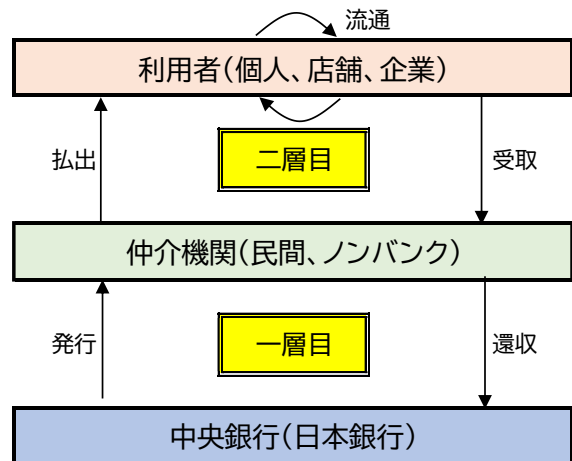 流通
利用者(個人、店舗、企業)
払出
二層目
受取
仲介機関(民間、ノンバンク)
発行
一層目
還収
中央銀行(日本銀行)